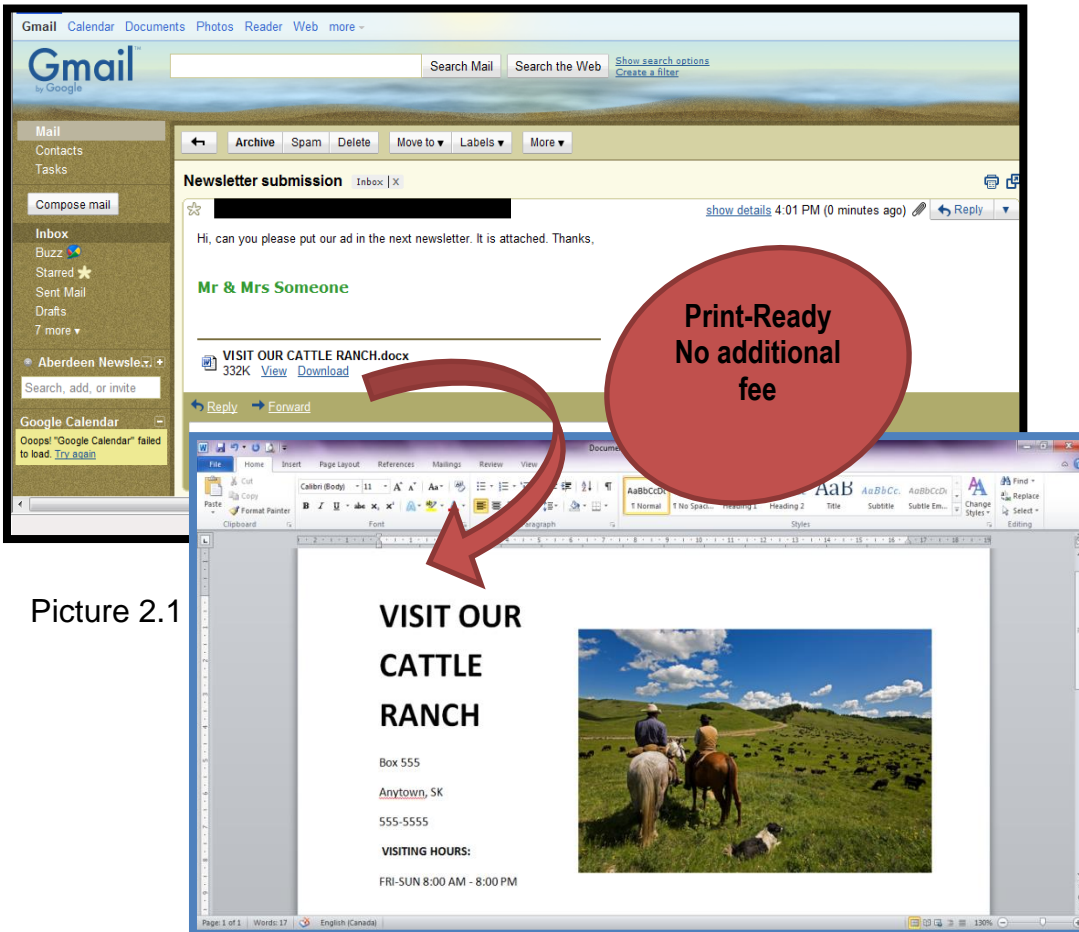 Gmail Calendar Documents Photos Reader Web more
Gmail
by Google
Search Mail Search the Web Show search options
Create a filter
Mail
Contacts
Tasks
Compose mail
Inbox
Buzz
Starred
Sent Mail
Drafts
7 more
Aberdeen Newsle
Search, add, or invite
Google Calendar
Ooops! "Google Calendar" failed
to load. Try again
Archive Spam Delete Move to Labels More
Newsletter submission Inbox | X
show details 4:01 PM (0 minutes ago) Reply
Hi, can you please put our ad in the next newsletter. It is attached. Thanks,
Mr & Mrs Someone
VISIT OUR CATTLE RANCH.docx
332K View Download
Reply Forward
Print-Ready
No additional
fee
Picture 2.1
File Home Insert Page Layout References Mailings Review View
Cut
Copy
Format Painter
Paste
Clipboard
Calibri (Body) 11
Font
AaBbCcDc
¶ Normal ¶ No Spaci... Heading 1 Heading 2 Title Subtitle Subtle Em...
AaB AaBbCc. AaBbCcDc
Change
Styles
Styles
Find
Replace
Select
Editing
VISIT OUR
CATTLE
RANCH
Box 555
Anytown, SK
555-5555
VISITING HOURS:
FRI-SUN 8:00 AM - 8:00 PM
Page: 1 of 1 Words: 17 English (Canada) 130%